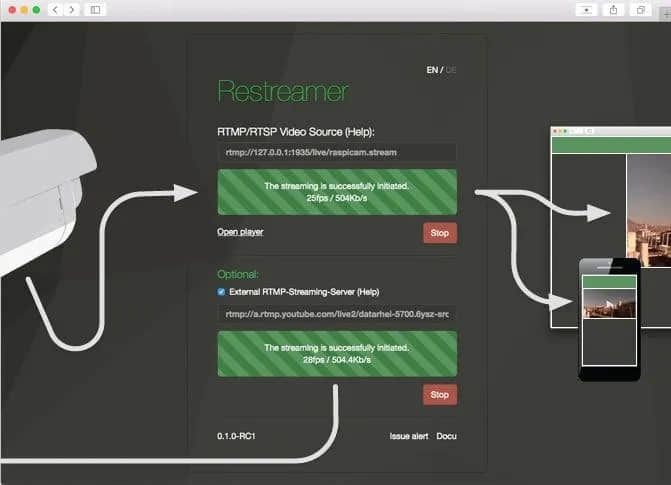 EN / DE
Restreamer
RTMP/RTSP Video Source (Help):
rtmp://127.0.0.1:1935/live/raspicam.stream
The streaming is successfully initiated.
25fps / 504Kb/s
Open player
Stop
Optional:
External RTMP-Streaming-Server (Help)
rtmp://a.rtmp.youtube.com/live2/datarhei-5700.6ysz-src
The streaming is successfully initiated.
28fps / 504.4Kb/s
Stop
0.1.0-RC1
Issue alert
Docu